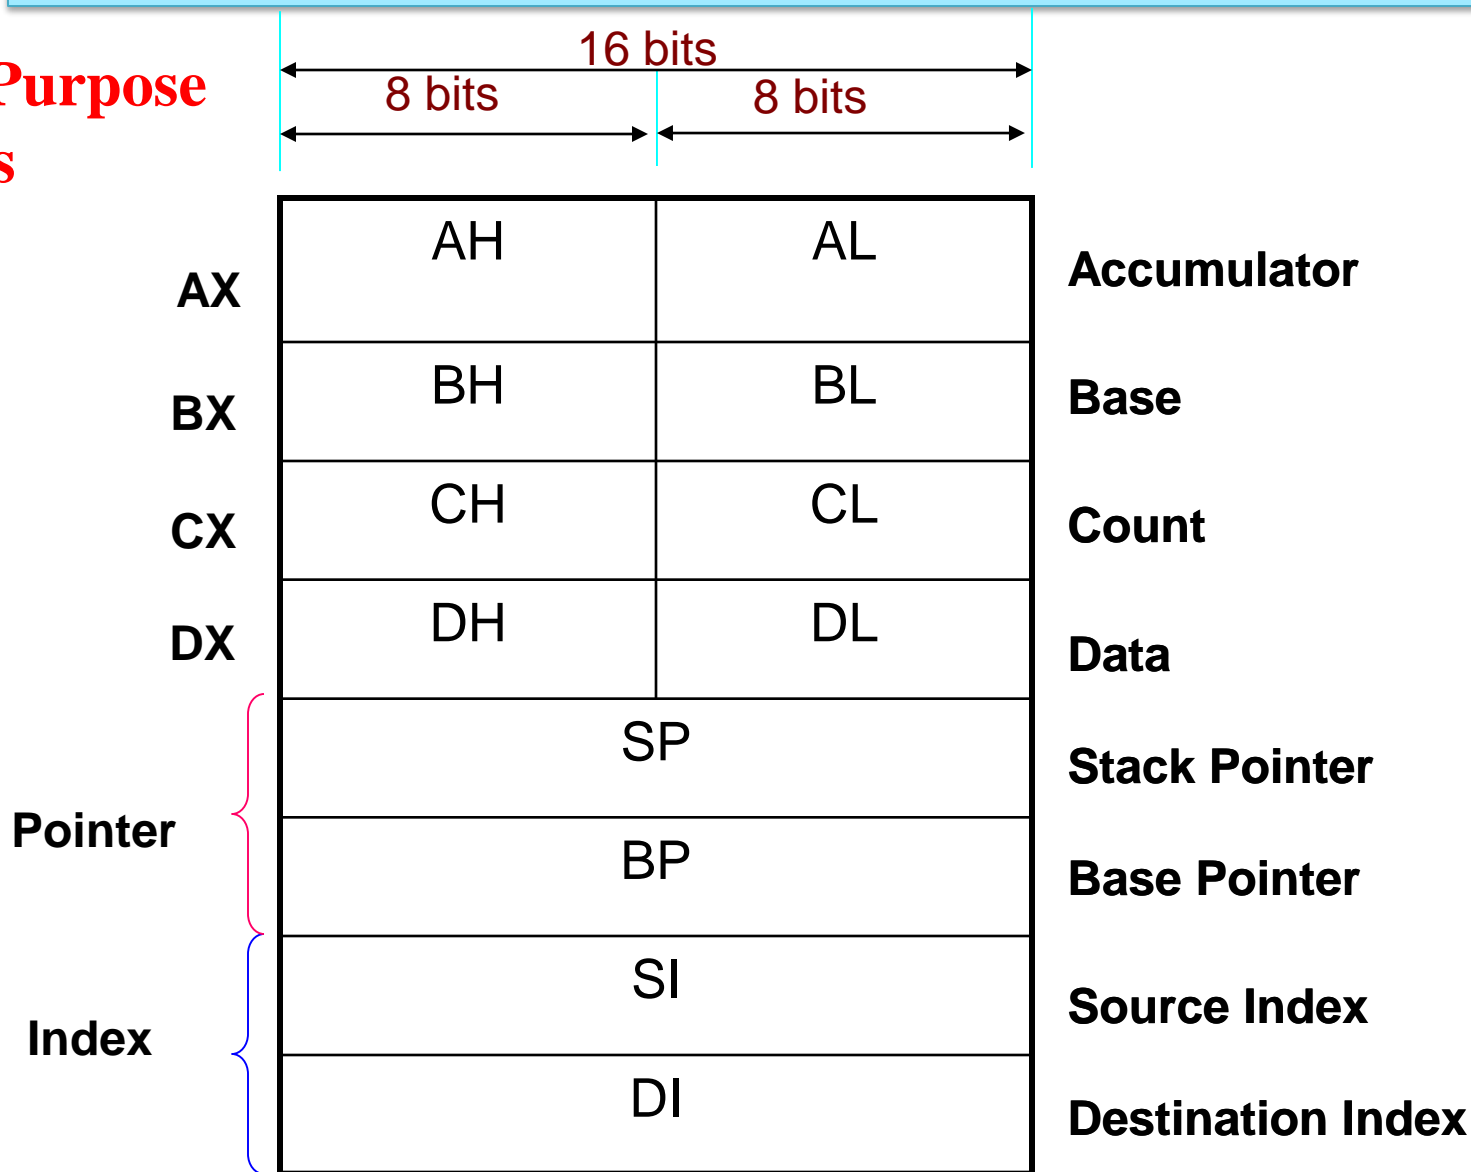 16 bits
Purpose
8 bits 8 bits
s
AH AL
AX Accumulator
BH BL
BX Base
CH CL
CX Count
DH DL
DX Data
SP
Stack Pointer
Pointer
BP
Base Pointer
SI
Source Index
Index
DI
Destination Index